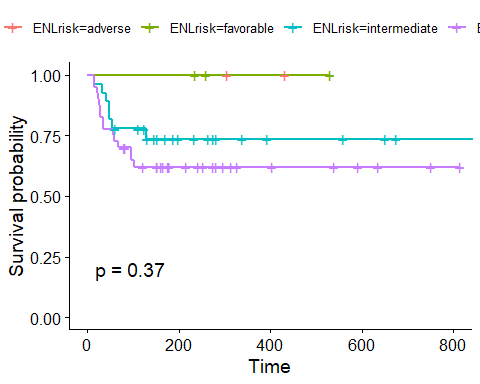 ENLrisk=adverse ENLrisk=favorable ENLrisk=intermediate
1.00
0.75
0.50
0.25
0.00
Survival probability
p = 0.37
0 200 400 600 800
Time